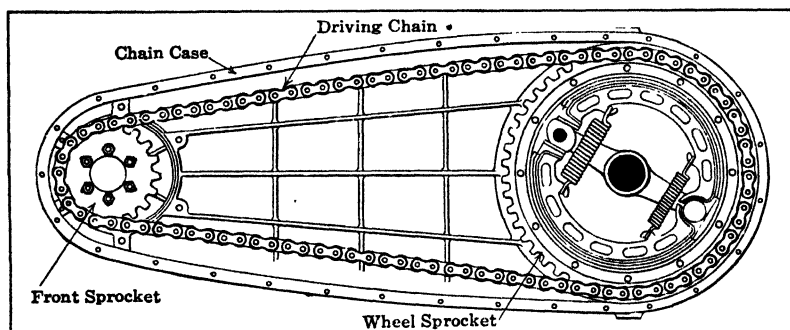 Driving Chain
Chain Case
Front Sprocket
Wheel Sprocket